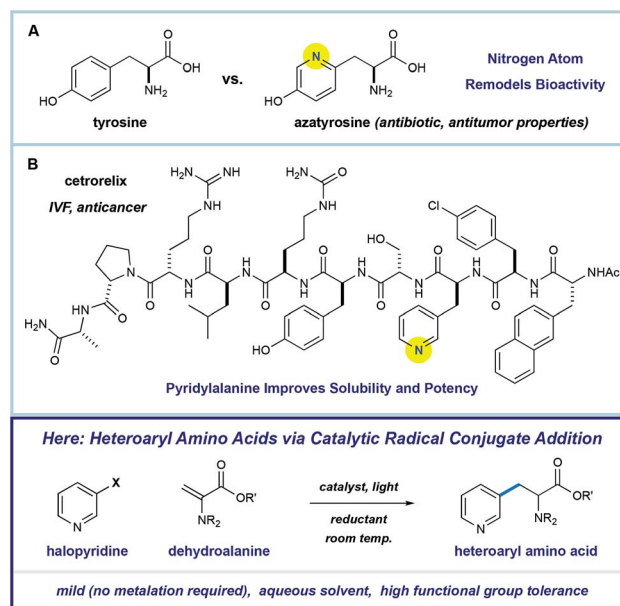 A
tyrosine
vs.
azatyrosine (antibiotic, antitumor properties)
Nitrogen Atom
Remodels Bioactivity
HO
NH2
O
OH
HO
N
NH2
O
OH
B
cetrorelix
IVF, anticancer
H2N
NH
NH
H2N
O
NH
Cl
HO
N
O
H
N
O
N
H
H
N
O
N
H
H
N
O
N
H
H
N
O
N
H
H
N
O
NHAc
O
O
NH
H2N
O
HO
N
Pyridylalanine Improves Solubility and Potency
Here: Heteroaryl Amino Acids via Catalytic Radical Conjugate Addition
X
N
halopyridine
O
OR'
NR2
dehydroalanine
catalyst, light
reductant
room temp.
N
O
OR'
NR2
heteroaryl amino acid
mild (no metalation required), aqueous solvent, high functional group tolerance